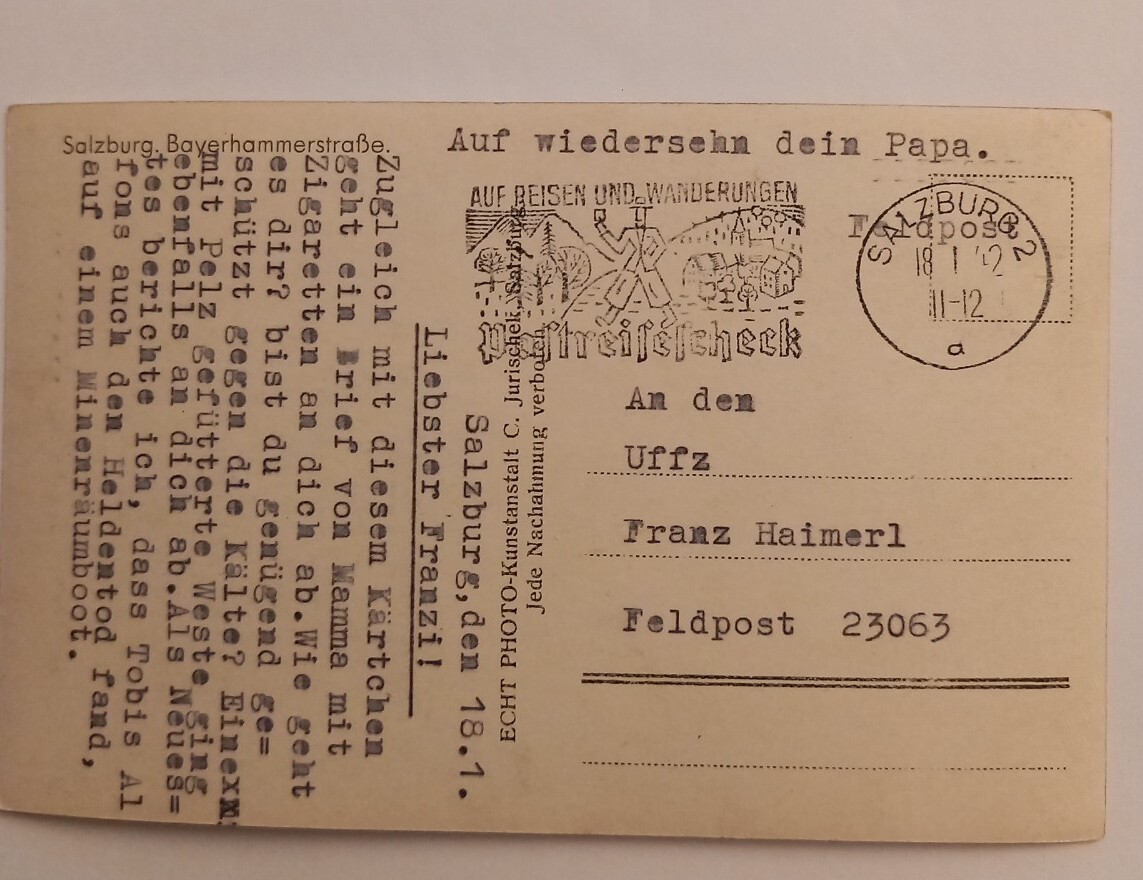 Salzburg. Bayerhammerstraße.
Auf wiedersehn dein Papa.
AUF REISEN UND WANDERUNGEN
Postreisescheck
Feldpost
SALZBURG 2
18 1 42
11-12
a
An den
Uffz
Franz Haimerl
Feldpost 23063
ECHT PHOTO-Kunstanstalt C. Jurischek, Salzburg
Jede Nachahmung verboten.
Salzburg,den 18.1.
Liebster Franzi!
Zugleich mit diesem Kärtchen
geht ein Brief von Mamma mit
Zigaretten an dich ab.Wie geht
es dir? bist du genügend ge=
schützt gegen die Kälte? Eine
mit Pelz gefütterte Weste ging
ebenfalls an dich ab.Als Neues=
tes berichte ich, dass Tobis Al
fons auch den Heldentod fand,
auf einem Minenräumboot.